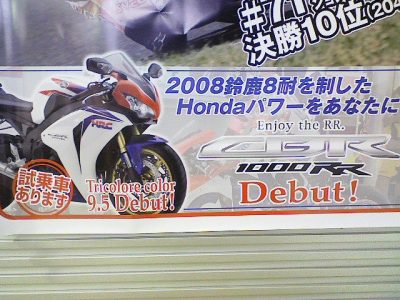 #71
決勝10位(204
2008鈴鹿8耐を制した
Hondaパワーをあなたに
Enjoy the RR.
CBR
1000RR
Debut!
HRC
試乗車
あります
Tricolore color
9.5 Debut!